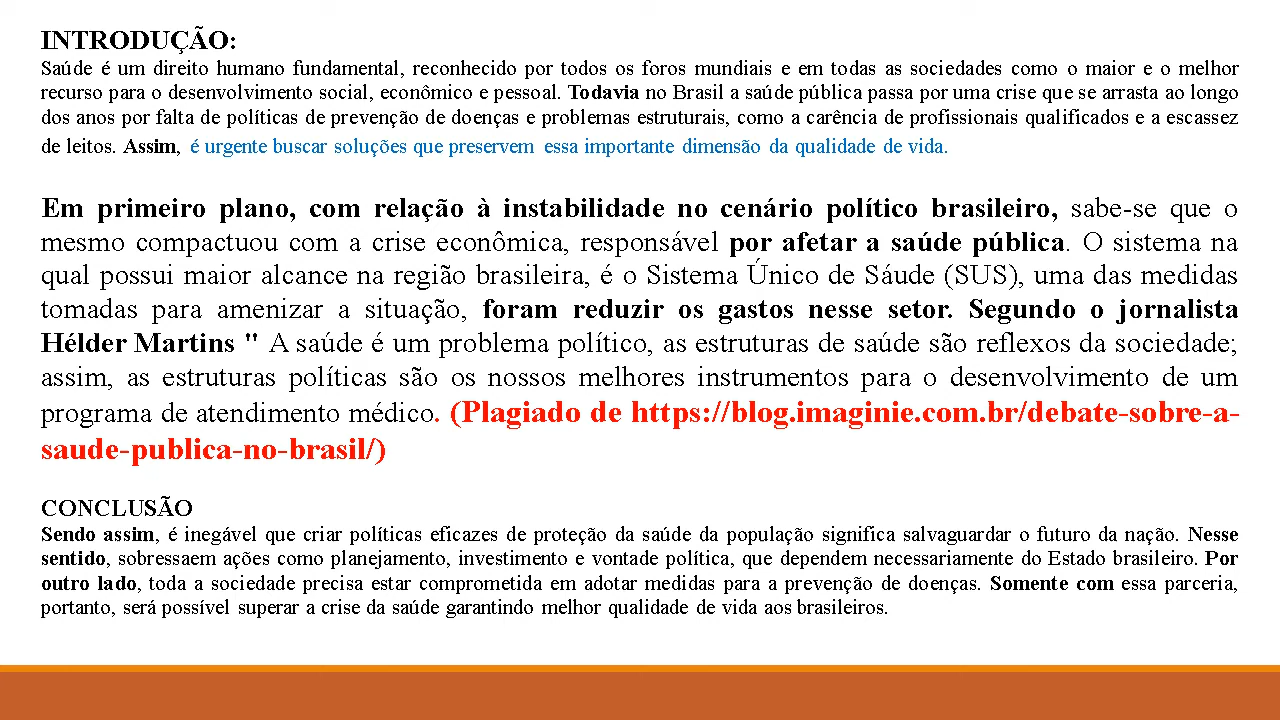 INTRODUÇÃO:
Saúde é um direito humano fundamental, reconhecido por todos os foros mundiais e em todas as sociedades como o maior e o melhor
recurso para o desenvolvimento social, econômico e pessoal. Todavia no Brasil a saúde pública passa por uma crise que se arrasta ao longo
dos anos por falta de políticas de prevenção de doenças e problemas estruturais, como a carência de profissionais qualificados e a escassez
de leitos. Assim, é urgente buscar soluções que preservem essa importante dimensão da qualidade de vida.
Em primeiro plano, com relação à instabilidade no cenário político brasileiro, sabe-se que o
mesmo compactuou com a crise econômica, responsável por afetar a saúde pública. O sistema na
qual possui maior alcance na região brasileira, é o Sistema Único de Sáude (SUS), uma das medidas
tomadas para amenizar a situação, foram reduzir os gastos nesse setor. Segundo o jornalista
Hélder Martins " A saúde é um problema político, as estruturas de saúde são reflexos da sociedade;
assim, as estruturas políticas são os nossos melhores instrumentos para o desenvolvimento de um
programa de atendimento médico. (Plagiado de https://blog.imaginie.com.br/debate-sobre-a-
saude-publica-no-brasil/)
CONCLUSÃO
Sendo assim, é inegável que criar políticas eficazes de proteção da saúde da população significa salvaguardar o futuro da nação. Nesse
sentido, sobressaem ações como planejamento, investimento e vontade política, que dependem necessariamente do Estado brasileiro. Por
outro lado, toda a sociedade precisa estar comprometida em adotar medidas para a prevenção de doenças. Somente com essa parceria,
portanto, será possível superar a crise da saúde garantindo melhor qualidade de vida aos brasileiros.